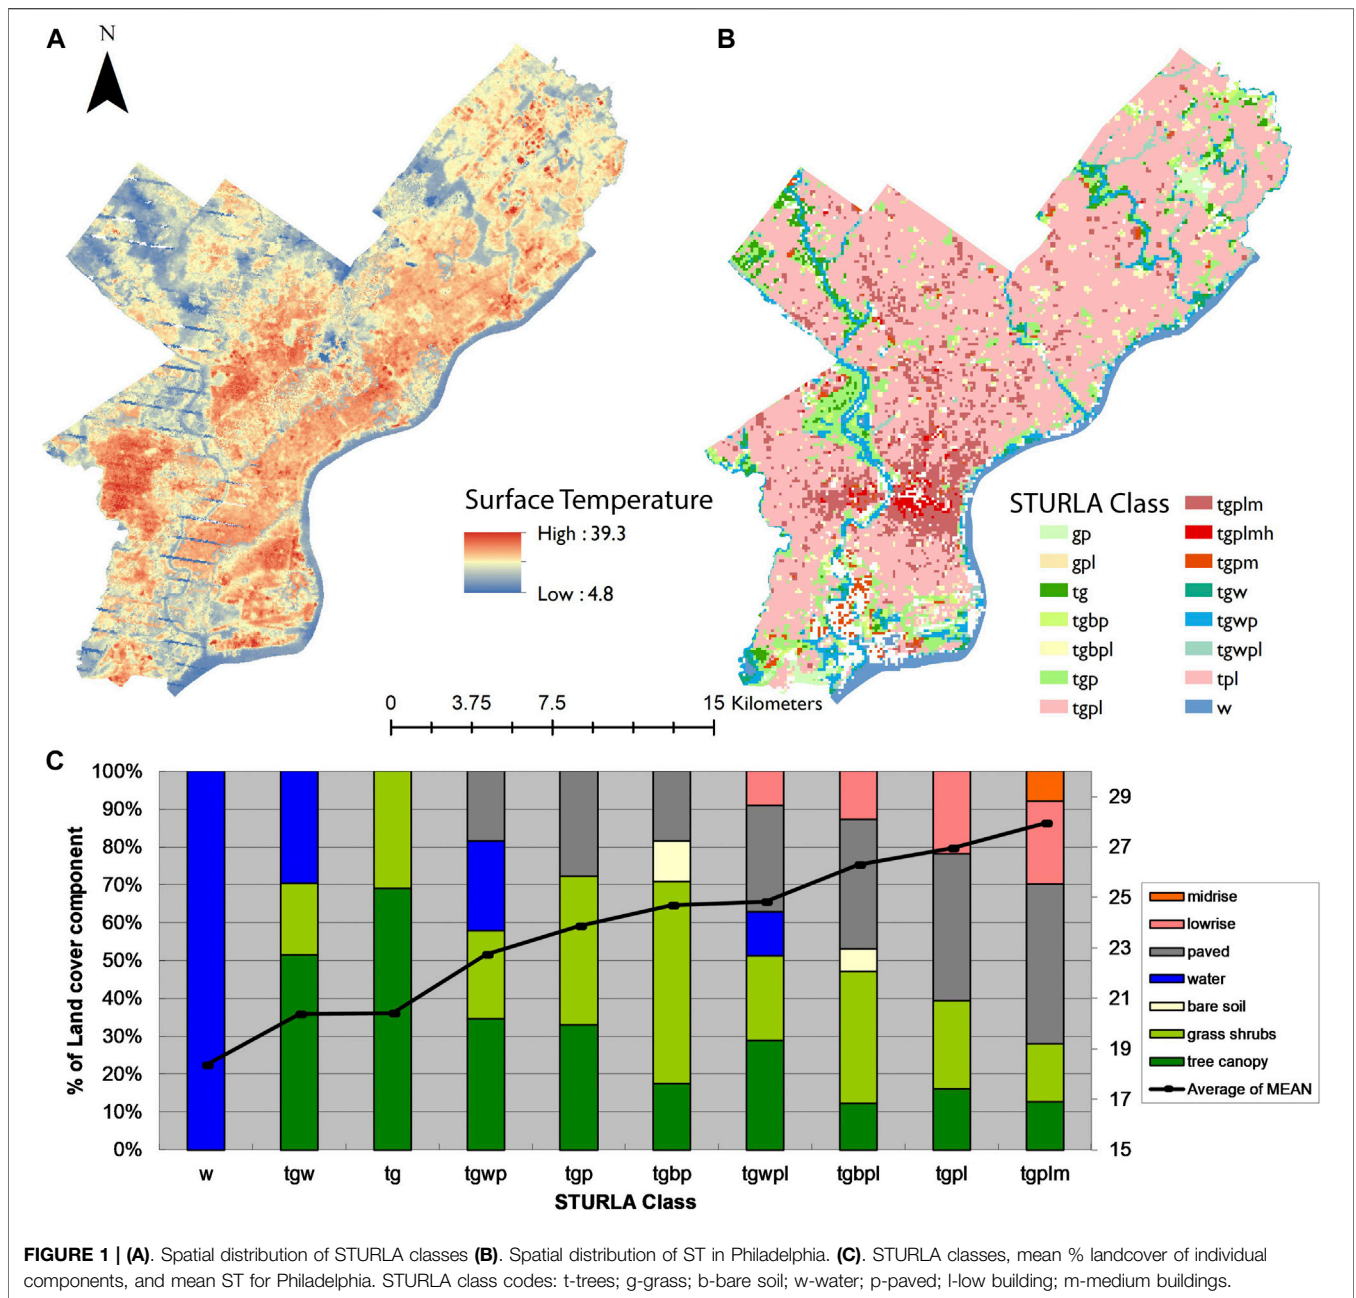 A
N
B
Surface Temperature
High : 39.3
Low : 4.8
0 3.75 7.5 15 Kilometers
STURLA Class
gp
gpl
tg
tgbp
tgbpl
tgp
tgpl
tgplm
tgplmh
tgpm
tgw
tgwp
tgwpl
tpl
w
C
% of Land cover component
100%
90%
80%
70%
60%
50%
40%
30%
20%
10%
0%
29
27
25
23
21
19
17
15
midrise
lowrise
paved
water
bare soil
grass shrubs
tree canopy
Average of MEAN
w tgw tg tgwp tgp tgbp tgwpl tgbpl tgpl tgplm
STURLA Class
FIGURE 1 | (A). Spatial distribution of STURLA classes (B). Spatial distribution of ST in Philadelphia. (C). STURLA classes, mean % landcover of individual
components, and mean ST for Philadelphia. STURLA class codes: t-trees; g-grass; b-bare soil; w-water; p-paved; l-low building; m-medium buildings.